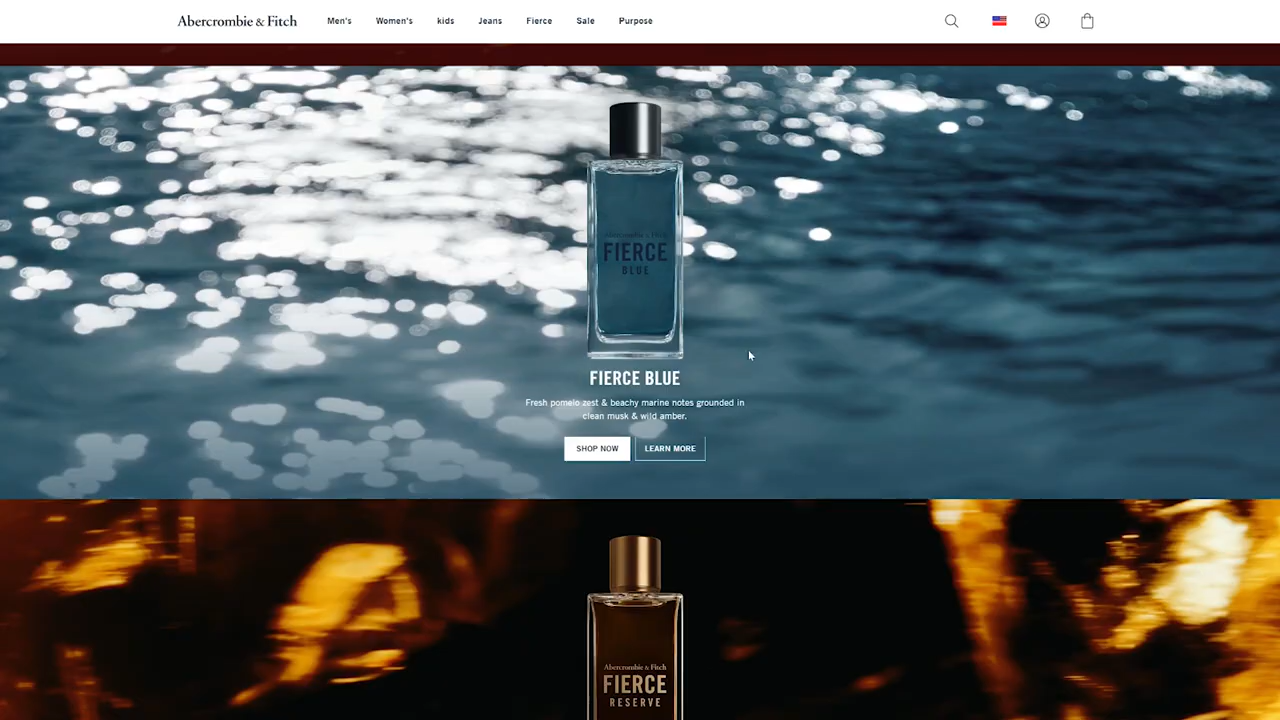 Abercrombie & Fitch Men's Women's kids Jeans Fierce Sale Purpose
Abercrombie & Fitch
FIERCE
BLUE
FIERCE BLUE
Fresh pomelo zest & beachy marine notes grounded in
clean musk & wild amber.
SHOP NOW LEARN MORE
Abercrombie & Fitch
FIERCE
RESERVE